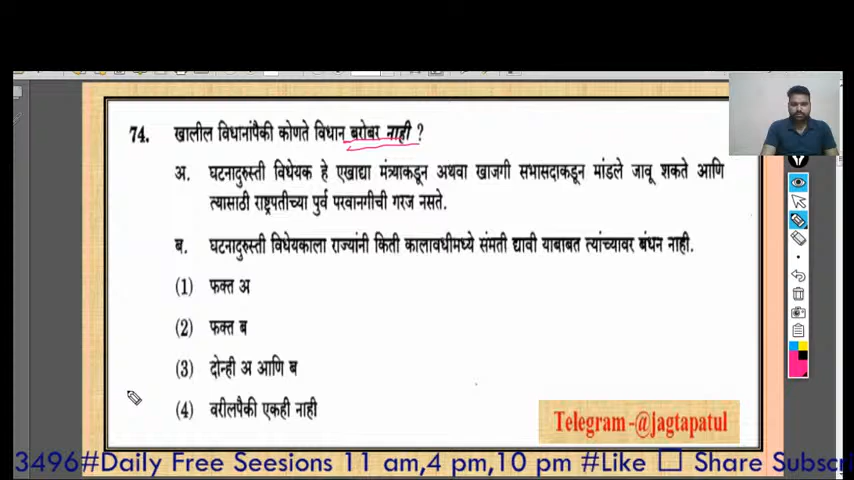 74. खालील विधानांपैकी कोणते विधान बरोबर नाही ?
अ. घटनादुरुस्ती विधेयक हे एखाद्या मंत्र्याकडून अथवा खाजगी सभासदाकडून मांडले जावू शकते आणि
त्यासाठी राष्ट्रपतीच्या पुर्व परवानगीची गरज नसते.
ब. घटनादुरुस्ती विधेयकाला राज्यांनी किती कालावधीमध्ये संमती द्यावी याबाबत त्यांच्यावर बंधन नाही.
(1) फक्त अ
(2) फक्त ब
(3) दोन्ही अ आणि ब
(4) वरीलपैकी एकही नाही
Telegram -@jagtapatul
3496#Daily Free Seesions 11 am,4 pm,10 pm #Like ☐ Share Subscr